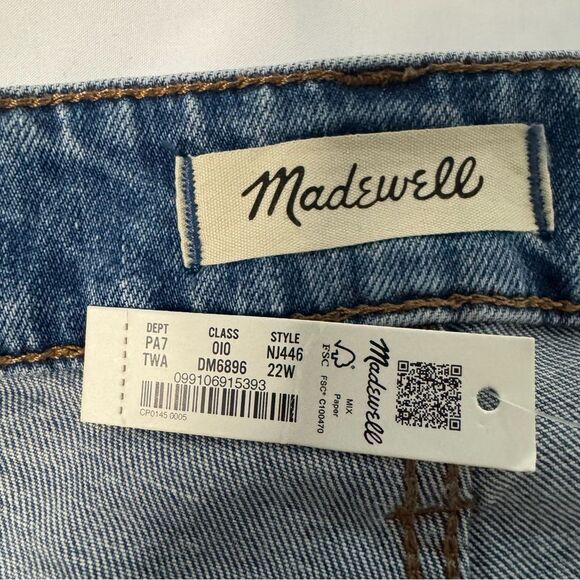 Madewell
DEPT CLASS STYLE
PA7 010 NJ446
TWA DM6896 22W
099106915393
CP0145 0005
FSC
MIX
Paper
FSC® C100470
Madewell